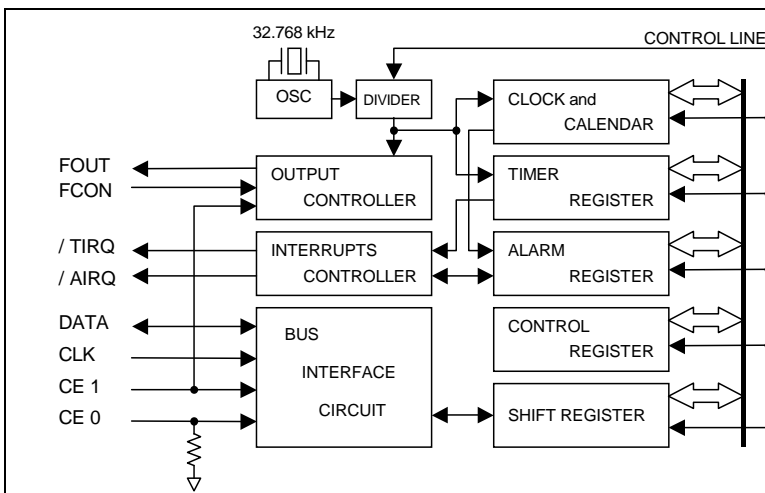 32.768 kHz
CONTROL LINE
OSC
DIVIDER
CLOCK and
CALENDAR
FOUT
FCON
OUTPUT
CONTROLLER
TIMER
REGISTER
/ TIRQ
/ AIRQ
INTERRUPTS
CONTROLLER
ALARM
REGISTER
DATA
CLK
CE 1
CE 0
BUS
INTERFACE
CIRCUIT
CONTROL
REGISTER
SHIFT REGISTER